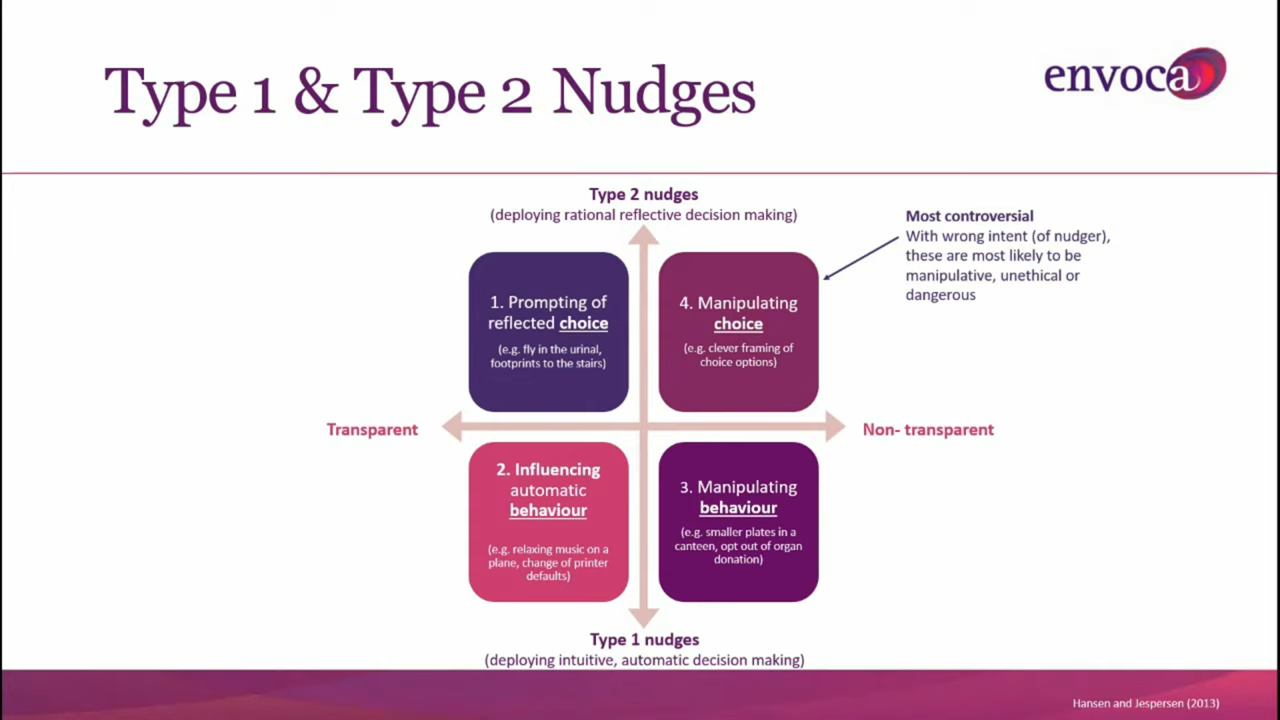 Type 1 & Type 2 Nudges
envoca
Type 2 nudges
(deploying rational reflective decision making)
Most controversial
With wrong intent (of nudger),
these are most likely to be
manipulative, unethical or
dangerous
1. Prompting of
reflected choice
(e.g. fly in the urinal,
footprints to the stairs)
4. Manipulating
choice
(e.g. clever framing of
choice options)
Transparent
Non- transparent
2. Influencing
automatic
behaviour
(e.g. relaxing music on a
plane, change of printer
defaults)
3. Manipulating
behaviour
(e.g. smaller plates in a
canteen, opt out of organ
donation)
Type 1 nudges
(deploying intuitive, automatic decision making)
Hansen and Jespersen (2013)